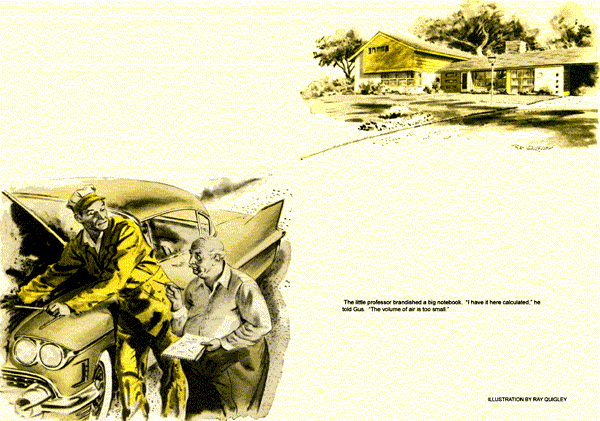 The little professor brandished a big notebook. "I have it here calculated," he
told Gus. "The volume of air is too small."
ILLUSTRATION BY RAY QUIGLEY